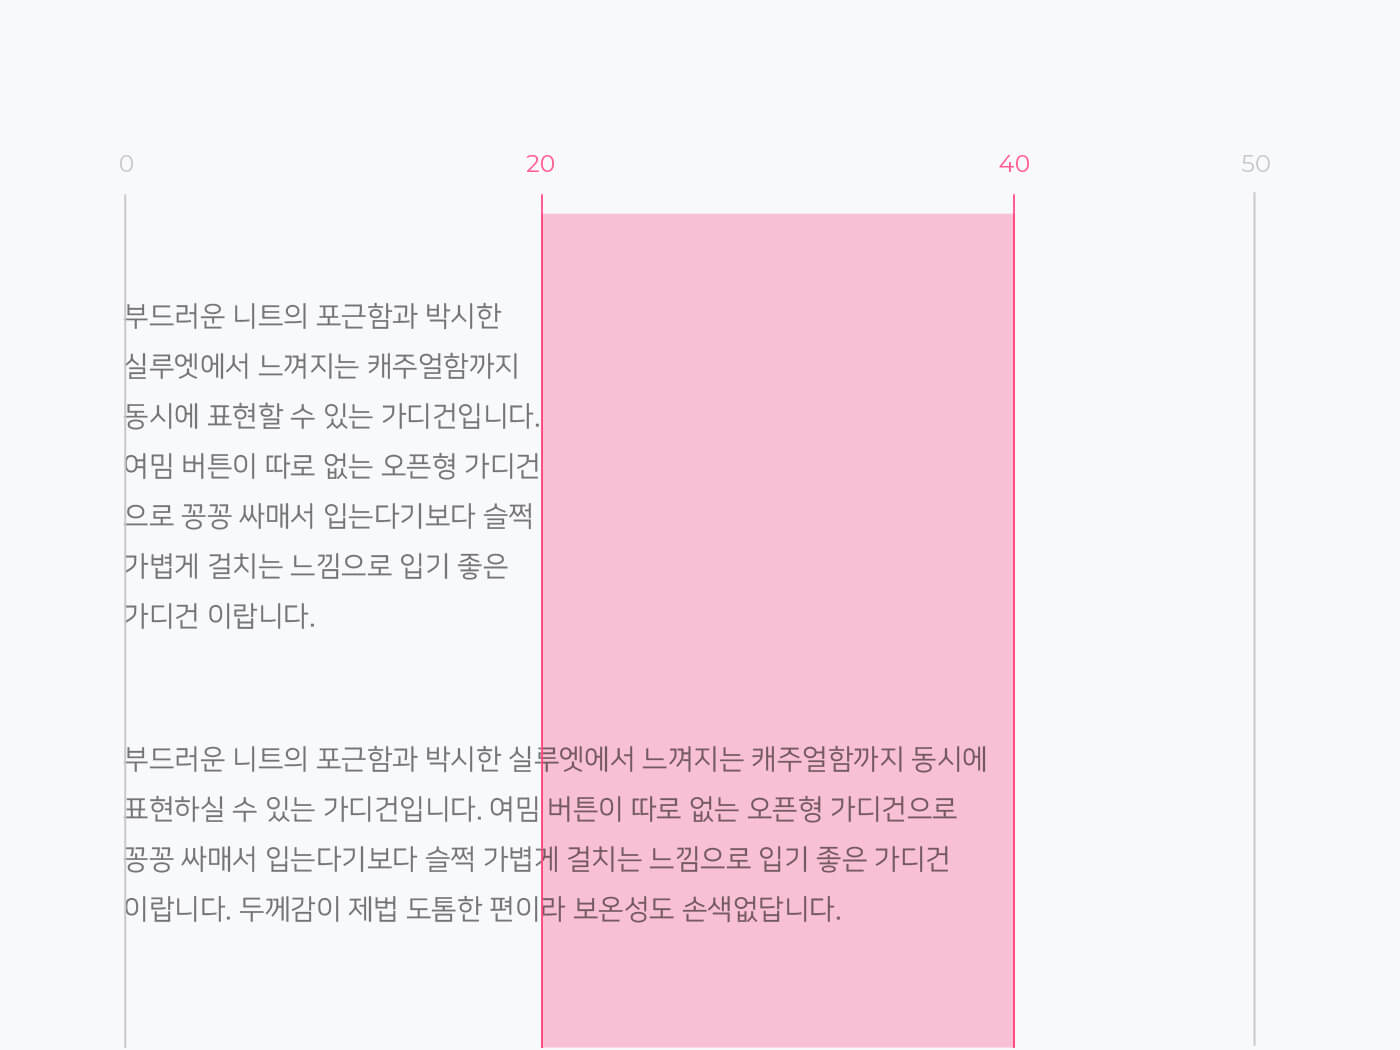 0 20 40 50
부드러운 니트의 포근함과 박시한
실루엣에서 느껴지는 캐주얼함까지
동시에 표현할 수 있는 가디건입니다.
여밈 버튼이 따로 없는 오픈형 가디건
으로 꽁꽁 싸매서 입는다기보다 슬쩍
가볍게 걸치는 느낌으로 입기 좋은
가디건 이랍니다.
부드러운 니트의 포근함과 박시한 실루엣에서 느껴지는 캐주얼함까지 동시에
표현하실 수 있는 가디건입니다. 여밈 버튼이 따로 없는 오픈형 가디건으로
꽁꽁 싸매서 입는다기보다 슬쩍 가볍게 걸치는 느낌으로 입기 좋은 가디건
이랍니다. 두께감이 제법 도톰한 편이라 보온성도 손색없답니다.